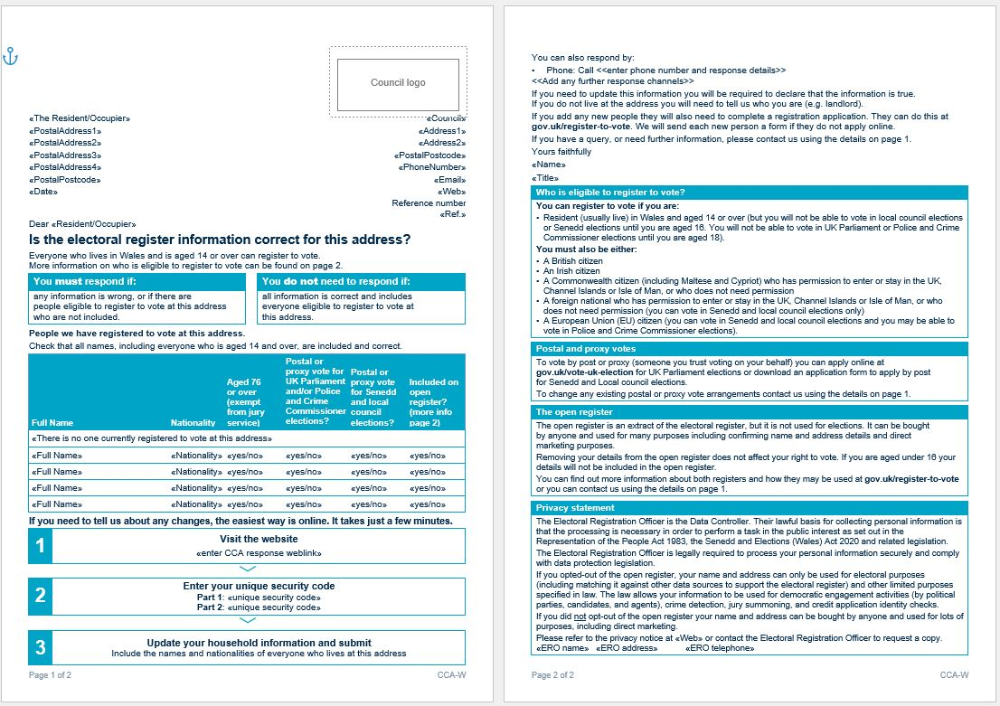 Council logo
«The Resident/Occupier»
«PostalAddress1»
«PostalAddress2»
«PostalAddress3»
«PostalAddress4»
«PostalPostcode»
«Date»
«Council»
«Address1»
«Address2»
«PostalPostcode»
«PhoneNumber»
«Email»
«Web»
Reference number
«Ref.»
Dear «Resident/Occupier»
Is the electoral register information correct for this address?
Everyone who lives in Wales and is aged 14 or over can register to vote.
More information on who is eligible to register to vote can be found on page 2.
You must respond if:
any information is wrong, or if there are
people eligible to register to vote at this address
who are not included.
You do not need to respond if:
all information is correct and includes
everyone eligible to register to vote at
this address.
People we have registered to vote at this address.
Check that all names, including everyone who is aged 14 and over, are included and correct.
Full Name
Nationality
Aged 76
or over
(exempt
from jury
service)
Postal or
proxy vote for
UK Parliament
and/or Police
and Crime
Commissioner
elections?
Postal or
proxy vote
for Senedd
and local
council
elections?
Included on
open
register?
(more info
page 2)
«There is no one currently registered to vote at this address»
«Full Name» «Nationality» «yes/no» «yes/no» «yes/no» «yes/no»
«Full Name» «Nationality» «yes/no» «yes/no» «yes/no» «yes/no»
«Full Name» «Nationality» «yes/no» «yes/no» «yes/no» «yes/no»
«Full Name» «Nationality» «yes/no» «yes/no» «yes/no» «yes/no»
If you need to tell us about any changes, the easiest way is online. It takes just a few minutes.
1
Visit the website
«enter CCA response weblink»
2
Enter your unique security code
Part 1: «unique security code»
Part 2: «unique security code»
3
Update your household information and submit
Include the names and nationalities of everyone who lives at this address
Page 1 of 2
CCA-W
You can also respond by:
• Phone: Call <<enter phone number and response details>>
<<Add any further response channels>>
If you need to update this information you will be required to declare that the information is true.
If you do not live at the address you will need to tell us who you are (e.g. landlord).
If you add any new people they will also need to complete a registration application. They can do this at
gov.uk/register-to-vote. We will send each new person a form if they do not apply online.
If you have a query, or need further information, please contact us using the details on page 1.
Yours faithfully
«Name»
«Title»
Who is eligible to register to vote?
You can register to vote if you are:
• Resident (usually live) in Wales and aged 14 or over (but you will not be able to vote in local council elections
or Senedd elections until you are aged 16. You will not be able to vote in UK Parliament or Police and Crime
Commissioner elections until you are aged 18).
You must also be either:
• A British citizen
• An Irish citizen
• A Commonwealth citizen (including Maltese and Cypriot) who has permission to enter or stay in the UK,
Channel Islands or Isle of Man, or who does not need permission
• A foreign national who has permission to enter or stay in the UK, Channel Islands or Isle of Man, or who
does not need permission (you can vote in Senedd and local council elections only)
• A European Union (EU) citizen (you can vote in Senedd and local council elections and you may be able to
vote in Police and Crime Commissioner elections).
Postal and proxy votes
To vote by post or proxy (someone you trust voting on your behalf) you can apply online at
gov.uk/vote-uk-election for UK Parliament elections or download an application form to apply by post
for Senedd and Local council elections.
To change any existing postal or proxy vote arrangements contact us using the details on page 1.
The open register
The open register is an extract of the electoral register, but it is not used for elections. It can be bought
by anyone and used for many purposes including confirming name and address details and direct
marketing purposes.
Removing your details from the open register does not affect your right to vote. If you are aged under 16 your
details will not be included in the open register.
You can find out more information about both registers and how they may be used at gov.uk/register-to-vote
or you can contact us using the details on page 1.
Privacy statement
The Electoral Registration Officer is the Data Controller. Their lawful basis for collecting personal information is
that the processing is necessary in order to perform a task in the public interest as set out in the
Representation of the People Act 1983, the Senedd and Elections (Wales) Act 2020 and related legislation.
The Electoral Registration Officer is legally required to process your personal information securely and comply
with data protection legislation.
If you opted-out of the open register, your name and address can only be used for electoral purposes
(including matching it against other data sources to support the electoral register) and other limited purposes
specified in law. The law allows your information to be used for democratic engagement activities (by political
parties, candidates, and agents), crime detection, jury summoning, and credit application identity checks.
If you did not opt-out of the open register your name and address can be bought by anyone and used for lots of
purposes, including direct marketing.
Please refer to the privacy notice at «Web» or contact the Electoral Registration Officer to request a copy.
«ERO name» «ERO address» «ERO telephone»
Page 2 of 2
CCA-W